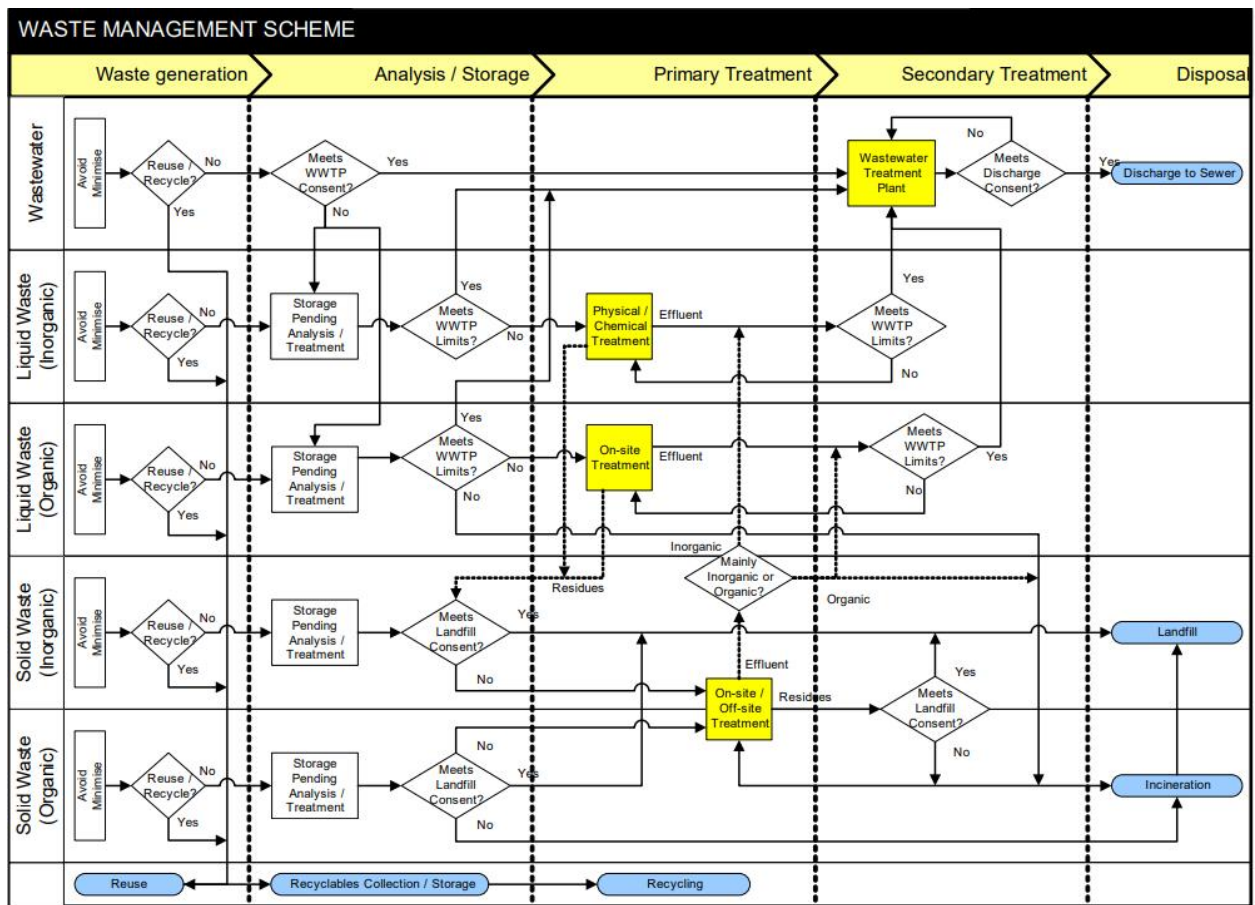 WASTE MANAGEMENT SCHEME
Waste generation
Analysis / Storage
Primary Treatment
Secondary Treatment
Disposal
Wastewater
Avoid
Minimise
Reuse /
Recycle?
No
Yes
Meets
WWTP
Consent?
Yes
No
Wastewater
Treatment
Plant
No
Meets
Discharge
Consent?
Yes
Discharge to Sewer
Liquid Waste
(Inorganic)
Avoid
Minimise
Reuse /
Recycle?
No
Yes
Storage
Pending
Analysis /
Treatment
Yes
Meets
WWTP
Limits?
No
Physical /
Chemical
Treatment
Effluent
Yes
Meets
WWTP
Limits?
No
Liquid Waste
(Organic)
Avoid
Minimise
Reuse /
Recycle?
No
Yes
Storage
Pending
Analysis /
Treatment
Yes
Meets
WWTP
Limits?
No
No
On-site
Treatment
Effluent
Meets
WWTP
Limits?
Yes
No
Inorganic
Mainly
Inorganic or
Organic?
Organic
Residues
Solid Waste
(Inorganic)
Avoid
Minimise
Reuse /
Recycle?
No
Yes
Storage
Pending
Analysis /
Treatment
Meets
Landfill
Consent?
Yes
No
Effluent
On-site /
Off-site
Treatment
Residues
Yes
Meets
Landfill
Consent?
No
Landfill
Solid Waste
(Organic)
Avoid
Minimise
Reuse /
Recycle?
No
Yes
Storage
Pending
Analysis /
Treatment
No
Meets
Landfill
Consent?
Yes
No
Incineration
Reuse
Recyclables Collection / Storage
Recycling